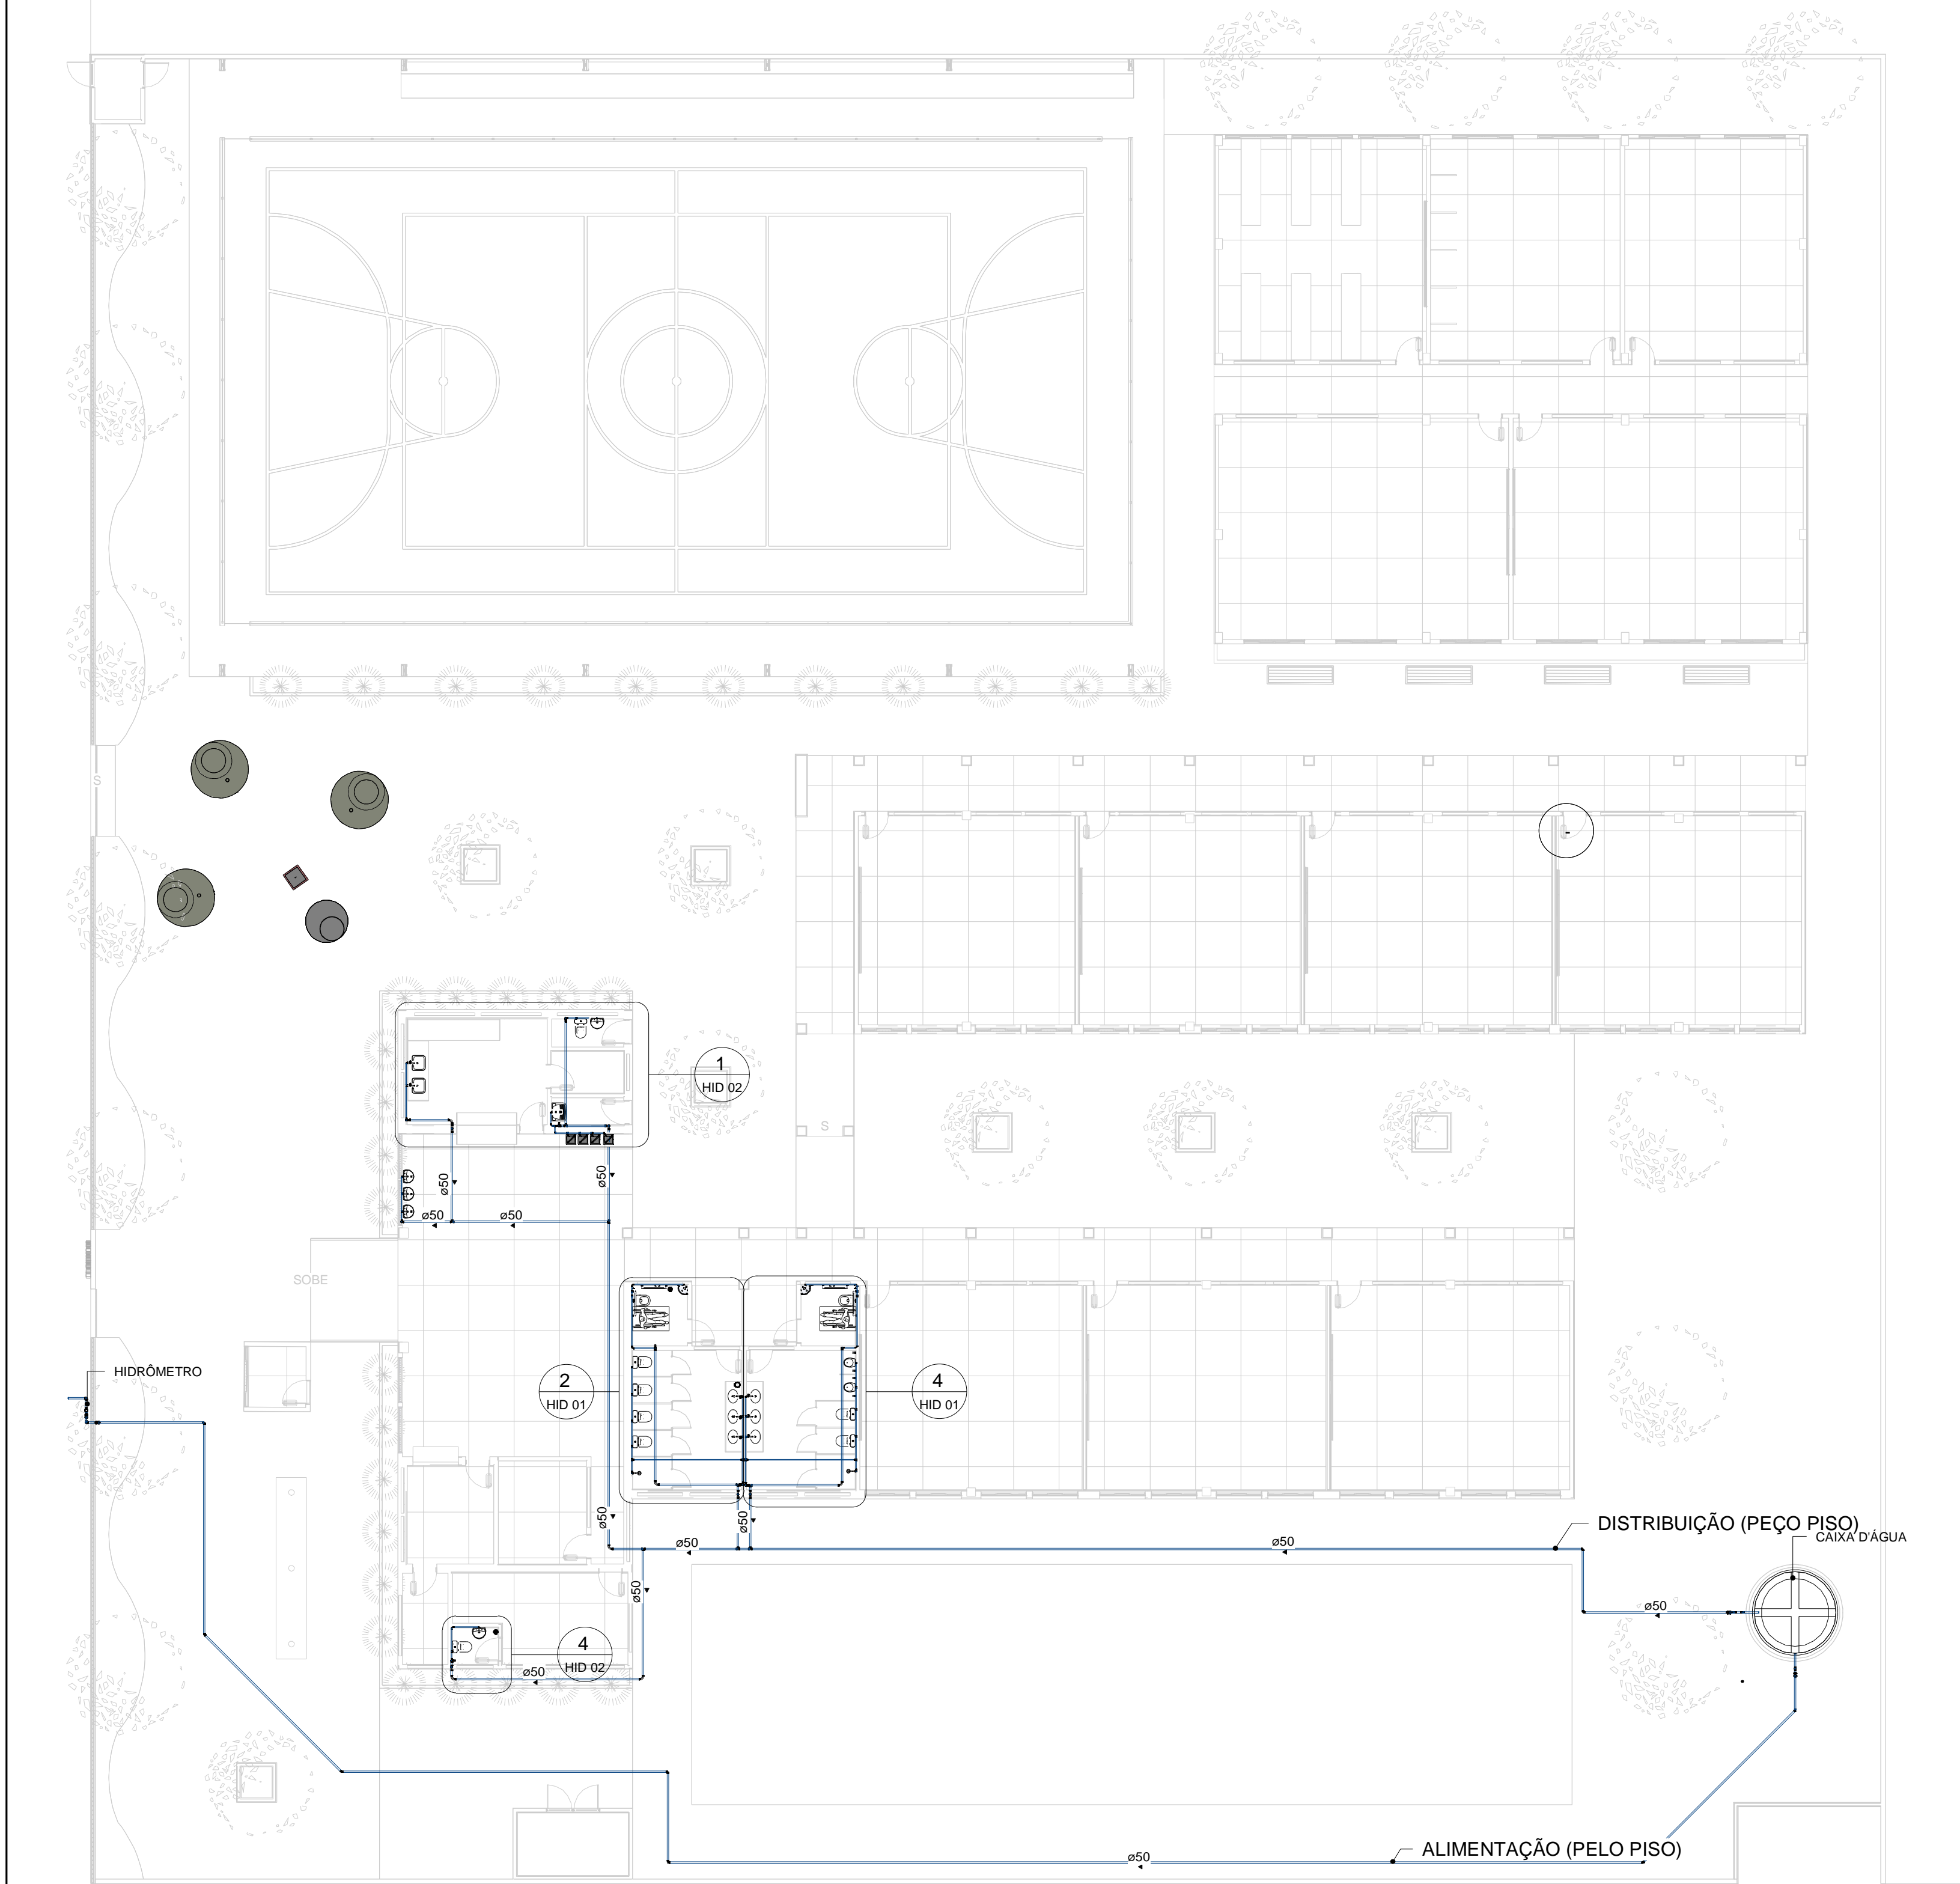 S
1
HID 02
S
ø50
ø50
ø50
ø50
SOBE
HIDRÔMETRO
2
HID 01
4
HID 01
ø50
ø50
DISTRIBUIÇÃO (PEÇO PISO)
CAIXA D'ÁGUA
ø50
ø50
ø50
ø50
4
HID 02
ø50
ALIMENTAÇÃO (PELO PISO)
ø50